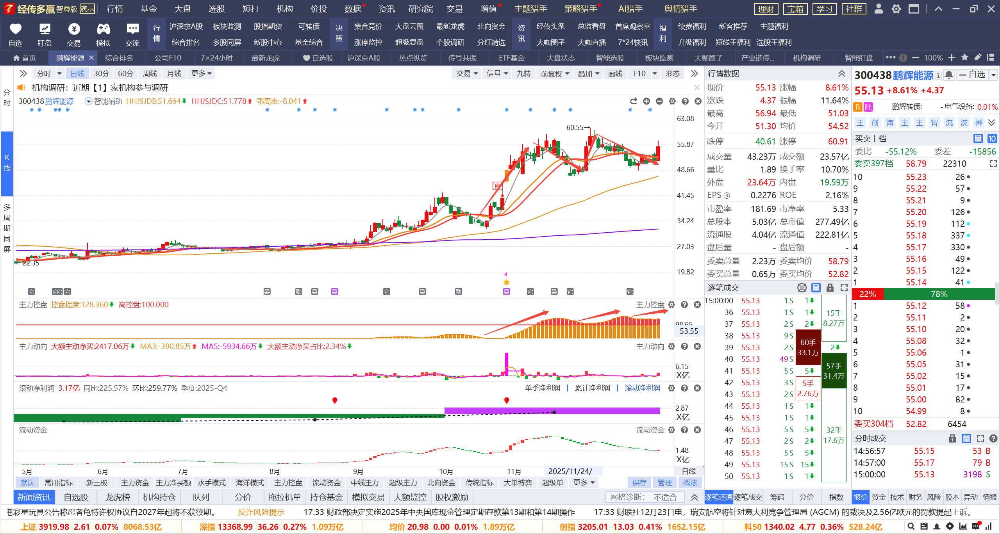 经传多赢 智尊版 演示 行情 基金 大盘 选股 短打 机构 价投 数据 资讯 研究院 交易 增值 主题猎手 策略猎手 AI猎手 舆情猎手 理财 宝箱 学习 社群
自选 盯盘 交易 模拟 交流
行情 沪深京A股 板块监测 股指期货 可转债 决策 集合竞价 大盘云图 最新龙虎 北向资金 资讯 经传头条 总监看盘 首席观察室 福利 续费福利 新客推荐 主题福利
综合排名 多股同屏 新股中心 基金综合 涨停监控 超级复盘 个股调研 分红精选 大咖圈子 大咖直播 7*24快讯 升级福利 短线王福利 选股王福利
首页 鹏辉能源 综合排名 公司F10 7×24小时 最新龙虎 自选股 沪深京A股 热点纵览 传导共振 ETF基金 大盘状态 智能选股 板块监测 大咖圈子 产业链传... 机构调研 智能盯盘 100%
分时
K线
多周期同屏
分时 日线 30分 60分 周线 月线 更多 交易 信号 九转 前复权 叠加 画线 F10 形态
机构调研：近期【1】家机构参与调研
300438 鹏辉能源 智能辅助 HHJSJDB:51.664 HHJSJDC:51.778 乖离率:-8.041
63.08
60.55→
55.87
48.66
41.45
34.24
27.03
22.35
19.82
它 它 它 它 叠 励 叠 叠 它 叠 励 叠 它 叠 它 它
主力控盘 控盘程度:128.360 高控盘:100.000 主力控盘
98.65
53.55
主力动向 大额主动净买:2417.06万 MA3:-390.85万 MA5:-5934.66万 大额主动净买占比:2.34% 主力动向
6.15
X亿
滚动净利润 3.17亿 同比:225.57% 环比:259.77% 季度:2025-Q4 单季净利润 累计净利润 滚动净利润
2.87
X亿
流动资金 流动资金
1.48
X亿
5月 6月 7月 8月 9月 10月 11月 2025/11/24/一 日线
默认 常用指标 新三板 主力资金 主力净买额 水手模式 海洋模式 主力控盘 流动资金 中线主力 超级主力 北向资金 传统指标 大单博弈 超级单 更多 保存 管理 战法
新闻资讯 自选股 龙虎榜 机构持仓 队列 分价 拖拉机单 持仓基金 模拟交易 大额监控 股权激励 网格诊断： 不适合
行情数据
现价 55.13 涨幅 8.61%
涨跌 4.37 振幅 11.64%
最高 56.94 最低 51.03
今开 51.30 均价 54.52
跌停 40.61 涨停 60.91
成交量 43.23万 成交额 23.57亿
量比 1.89 换手率 10.70%
外盘 23.64万 内盘 19.59万
EPS③ 0.2276 ROE 2.16%
市盈率 181.69 市净率 5.33
总股本 5.03亿 总市值 277.49亿
流通股 4.04亿 流通值 222.81亿
盘后量 - 盘后额 -
委卖总量 2.23万 委卖均价 58.79
委买总量 0.65万 委买均价 52.82
逐笔成交 单 量
15:00:00 55.13 1 S 1
36 55.13 1 S 1
37 55.13 2 S 2
38 55.13 9 S
39 55.13 2 S
40 55.13 49 S
41 55.13 5 S 5
42 55.13 3 S
43 55.13 2 S
44 55.13 1 S 1
45 55.13 1 S 1
46 55.13 5 S 5
47 55.13 2 S 2
48 55.13 5 S 5
49 55.13 15 S 15
50 55.13 1 S 1
60手
33.1万
5手
2.76万
15手
8.27万
2
57手
31.4万
32手
17.6万
逐笔还原 逐笔成交 筹码 分价 指数
300438鹏辉能源 自选
55.13 +8.61% +4.37
R 陆 鹏辉转债: - 电气设备: 0.01%
主 创 海 主 主 智 流 波 神
买卖十档 量 10
委比 -55.12% 委差 -15856
委卖397档 58.79 22310
10 55.23 26
9 55.22 57
8 55.21 9
7 55.20 126
6 55.19 112
5 55.18 337
4 55.17 330
3 55.16 49
2 55.15 122
1 55.14 41
22% 78%
1 55.12 58
2 55.11 2
3 55.10 20
4 55.08 32
5 55.06 1
6 55.05 31
7 55.02 15
8 55.01 17
9 55.00 82
10 54.99 8
委买304档 52.82 6454
分时成交 量
14:56:57 55.15 53 B
14:57:00 55.17 79 B
15:00:00 55.13 3198 S
报价 资金 技术 财务 风险 股本 异动 情报
港彩星玩具公告称忍者龟特许权协议自2027年起将不获续期。 反诈风险提示 17:33 财政部决定实施2025年中央国库现金管理定期存款第13期和第14期操作 17:33 财联社12月23日电，瑞安航空将针对意大利竞争管理局 (AGCM) 的裁决及2.56亿欧元的罚款提起上诉。
上证 3919.98 2.61 0.07% 8068.53亿 深指 13368.99 36.26 0.27% 1.09万亿 均价 20.98 0.00 0.01% 1.89万亿 创指 3205.01 13.03 0.41% 1652.15亿 科50 1340.02 4.77 0.36% 528.24亿